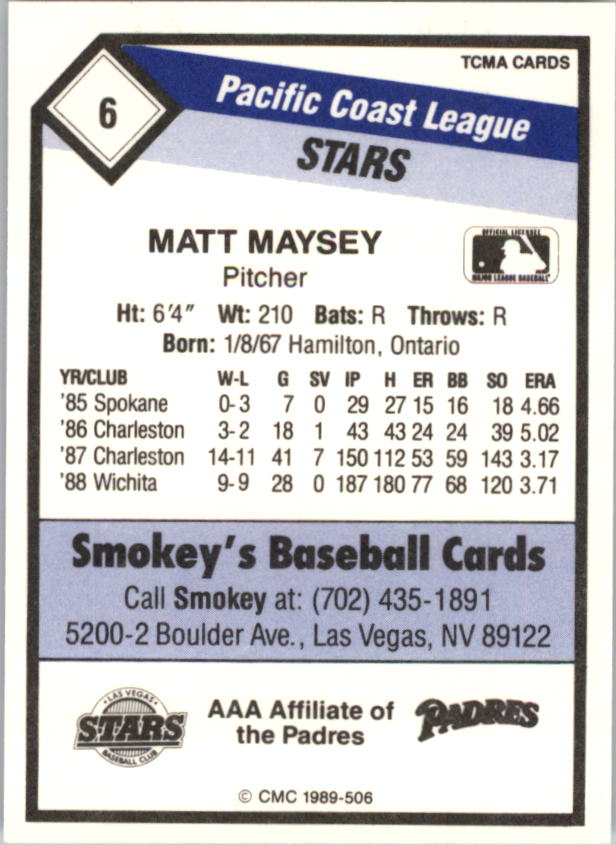 TCMA CARDS
6
Pacific Coast League
STARS
MATT MAYSEY
OFFICIAL LICENSEE
MAJOR LEAGUE BASEBALL
Pitcher
Ht: 6'4" Wt: 210 Bats: R Throws: R
Born: 1/8/67 Hamilton, Ontario
YR/CLUB W-L G SV IP H ER BB SO ERA
'85 Spokane 0-3 7 0 29 27 15 16 18 4.66
'86 Charleston 3-2 18 1 43 43 24 24 39 5.02
'87 Charleston 14-11 41 7 150 112 53 59 143 3.17
'88 Wichita 9-9 28 0 187 180 77 68 120 3.71
Smokey's Baseball Cards
Call Smokey at: (702) 435-1891
5200-2 Boulder Ave., Las Vegas, NV 89122
LAS VEGAS
STARS
BASEBALL CLUB
AAA Affiliate of
the Padres
PADRES
© CMC 1989-506